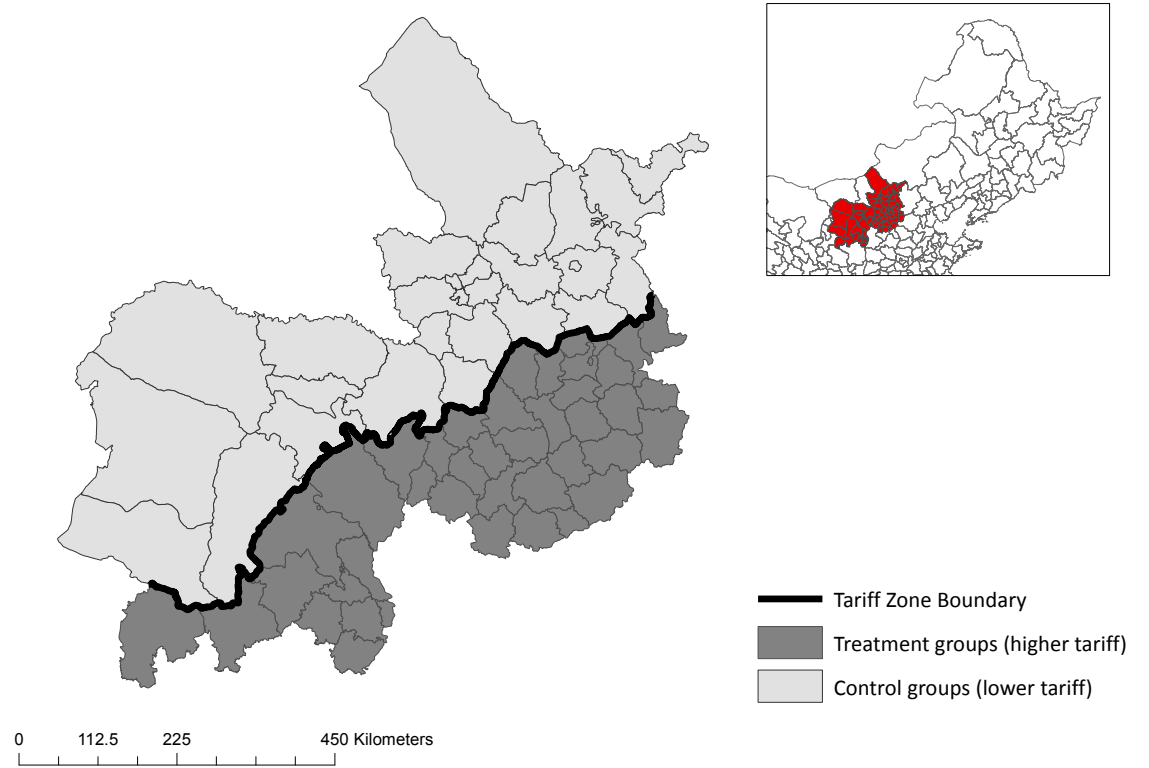 Tariff Zone Boundary
Treatment groups (higher tariff)
Control groups (lower tariff)
0 112.5 225 450 Kilometers